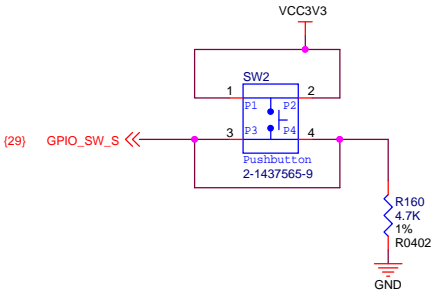 VCC3V3
SW2
1 2
P1 P2
{29} GPIO_SW_S 3 4
P3 P4
Pushbutton
2-1437565-9
R160
4.7K
1%
R0402
GND